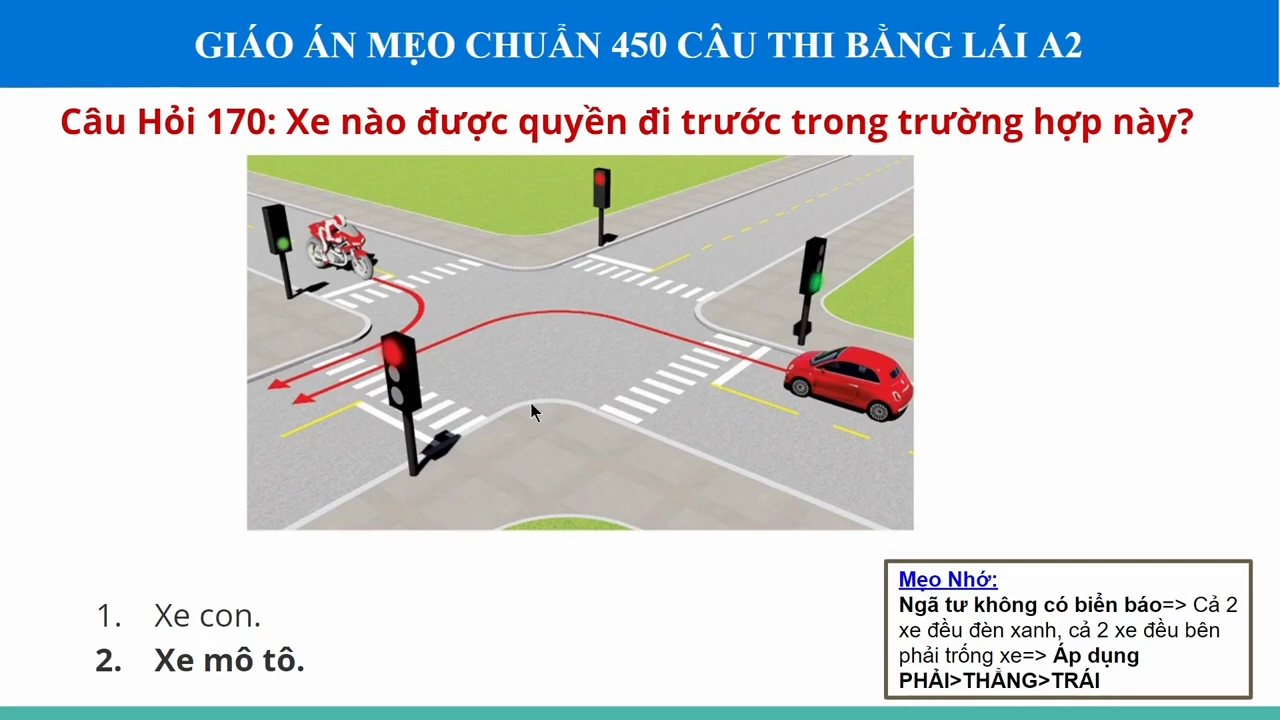 GIÁO ÁN MẸO CHUẨN 450 CÂU THI BẰNG LÁI A2
Câu Hỏi 170: Xe nào được quyền đi trước trong trường hợp này?
1. Xe con.
2. Xe mô tô.
Mẹo Nhớ:
Ngã tư không có biển báo=> Cả 2
xe đều đèn xanh, cả 2 xe đều bên
phải trống xe=> Áp dụng
PHẢI>THẲNG>TRÁI